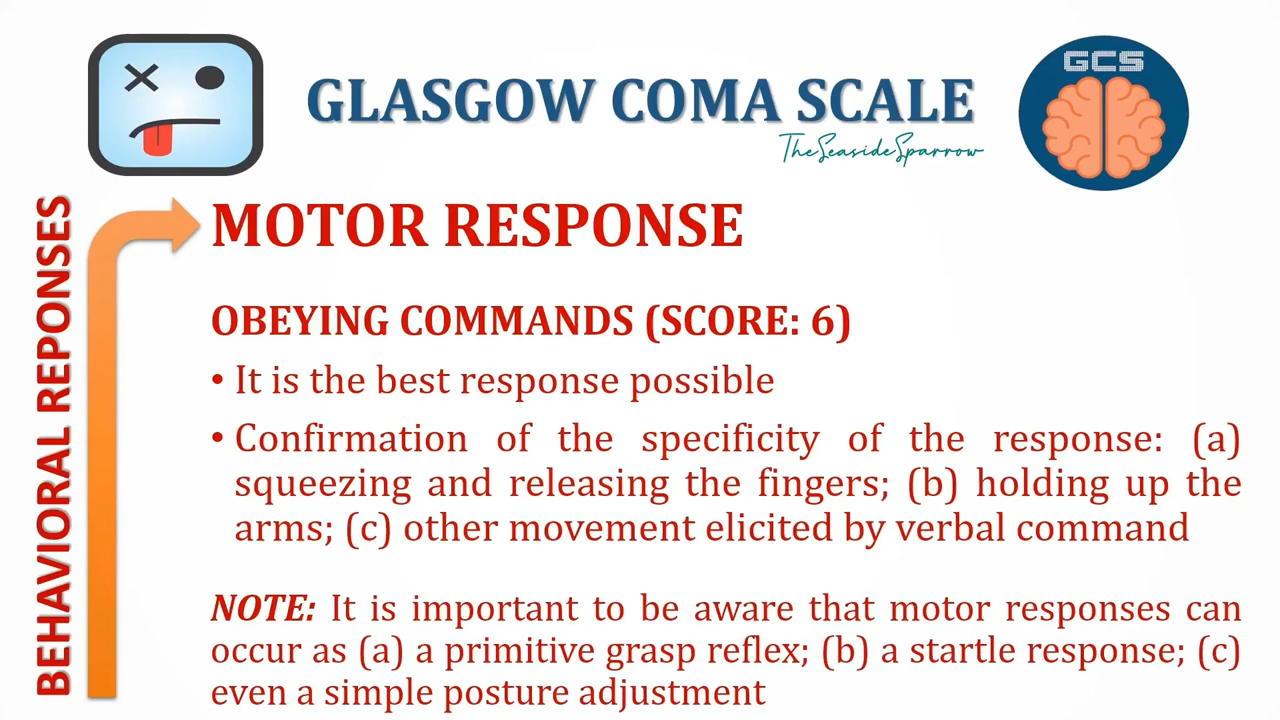 GCS
GLASGOW COMA SCALE
TheSeasideSparrow
BEHAVIORAL REPONSES
MOTOR RESPONSE
OBEYING COMMANDS (SCORE: 6)
• It is the best response possible
• Confirmation of the specificity of the response: (a)
squeezing and releasing the fingers; (b) holding up the
arms; (c) other movement elicited by verbal command
NOTE: It is important to be aware that motor responses can
occur as (a) a primitive grasp reflex; (b) a startle response; (c)
even a simple posture adjustment